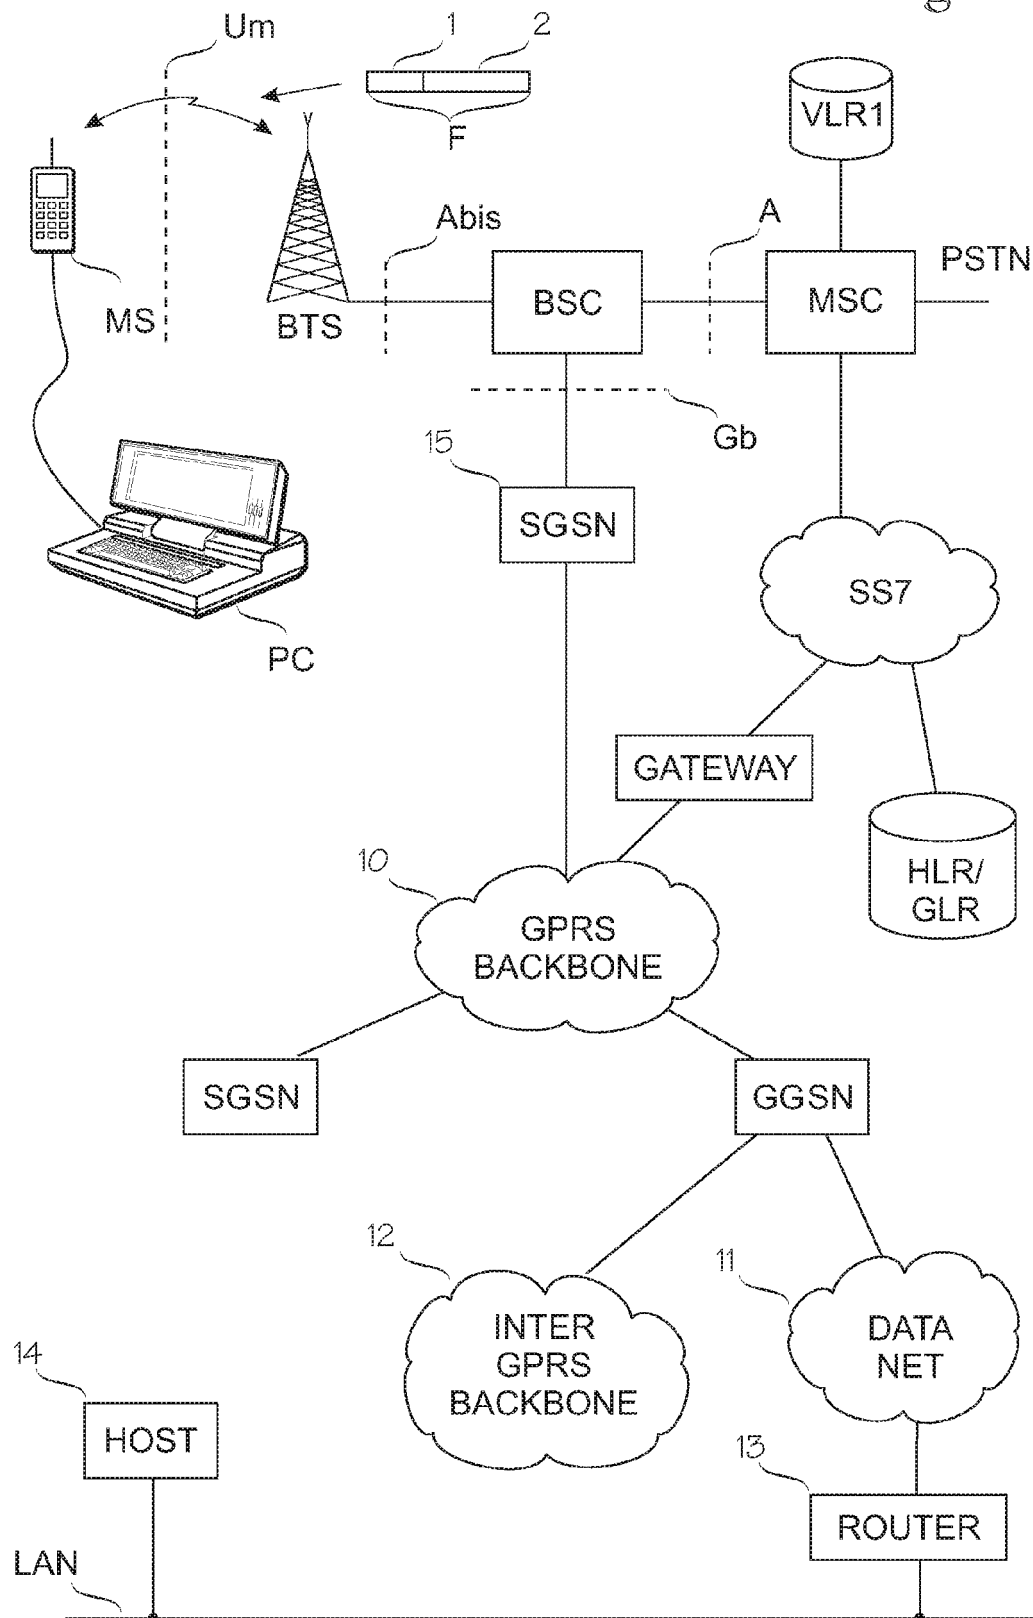 g
Um
1
2
F
VLR1
MS
BTS
Abis
BSC
A
MSC
PSTN
Gb
15
SGSN
PC
SS7
GATEWAY
HLR/
GLR
10
GPRS
BACKBONE
SGSN
GGSN
12
INTER
GPRS
BACKBONE
11
DATA
NET
14
HOST
13
ROUTER
LAN